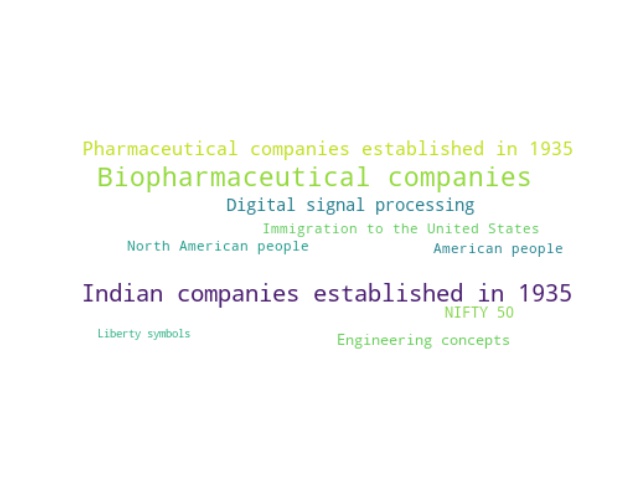 Pharmaceutical companies established in 1935
Biopharmaceutical companies
Digital signal processing
Immigration to the United States
North American people
American people
Indian companies established in 1935
NIFTY 50
Liberty symbols
Engineering concepts